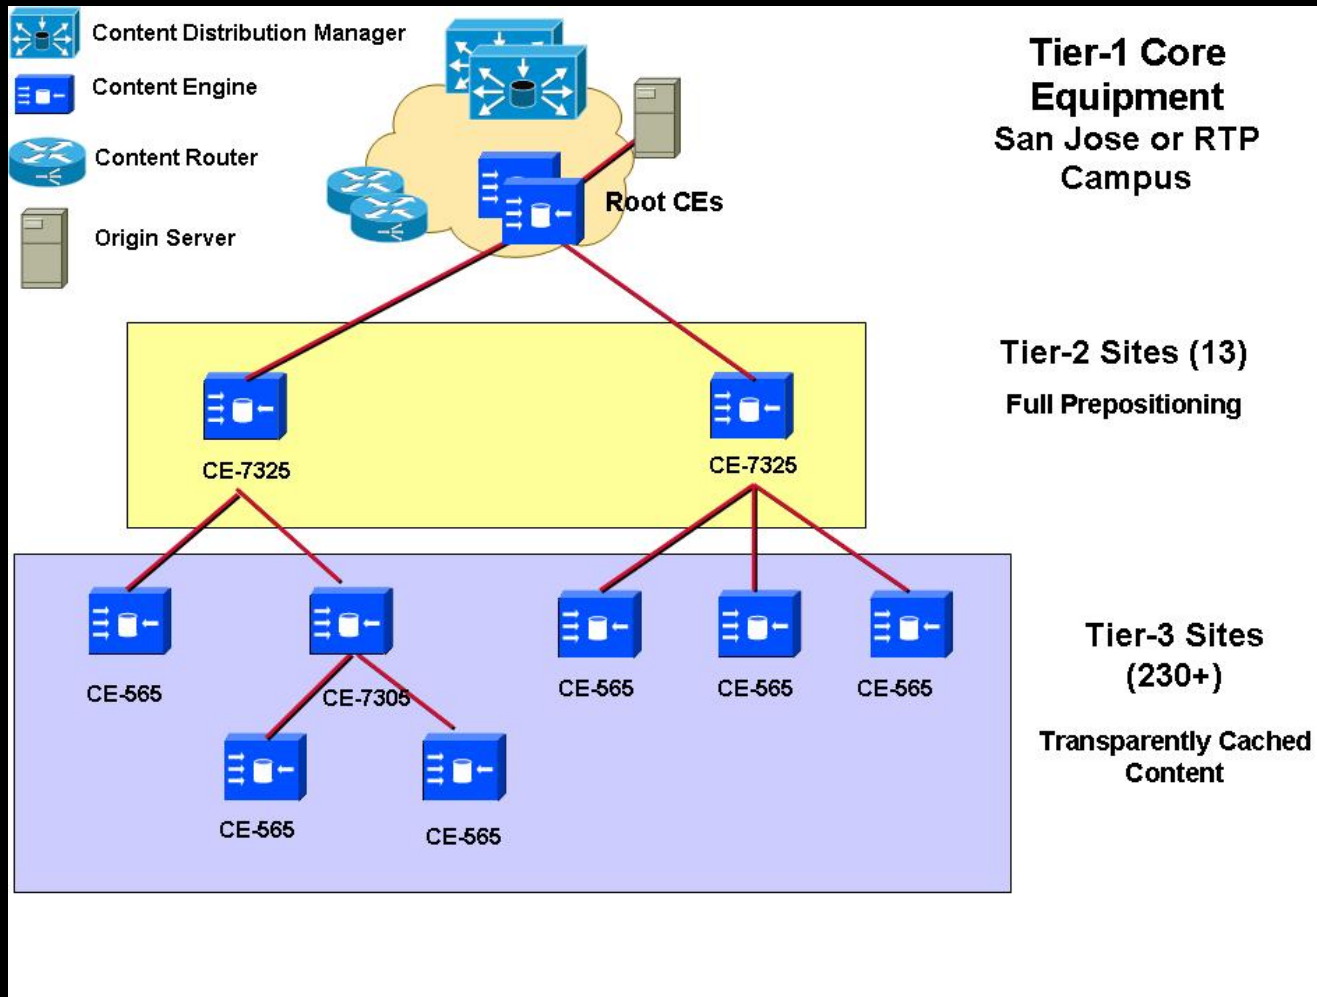 Content Distribution Manager
Content Engine
Content Router
Origin Server
Tier-1 Core
Equipment
San Jose or RTP
Campus
Root CEs
Tier-2 Sites (13)
Full Prepositioning
CE-7325
CE-7325
Tier-3 Sites
(230+)
Transparently Cached
Content
CE-565
CE-7305
CE-565
CE-565
CE-565
CE-565
CE-565